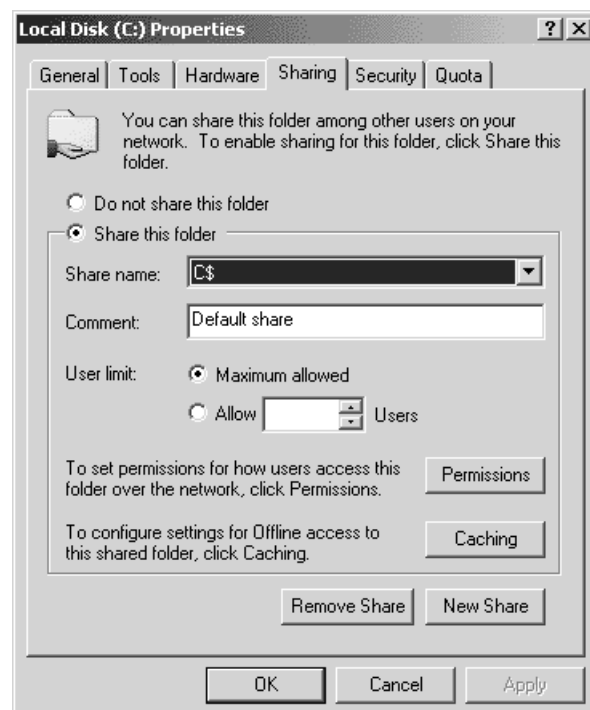 Local Disk (C:) Properties ? X
General Tools Hardware Sharing Security Quota
You can share this folder among other users on your
network. To enable sharing for this folder, click Share this
folder.
Do not share this folder
Share this folder
Share name: C$
Comment: Default share
User limit: Maximum allowed
Allow Users
To set permissions for how users access this
folder over the network, click Permissions.
Permissions
To configure settings for Offline access to
this shared folder, click Caching.
Caching
Remove Share New Share
OK Cancel Apply